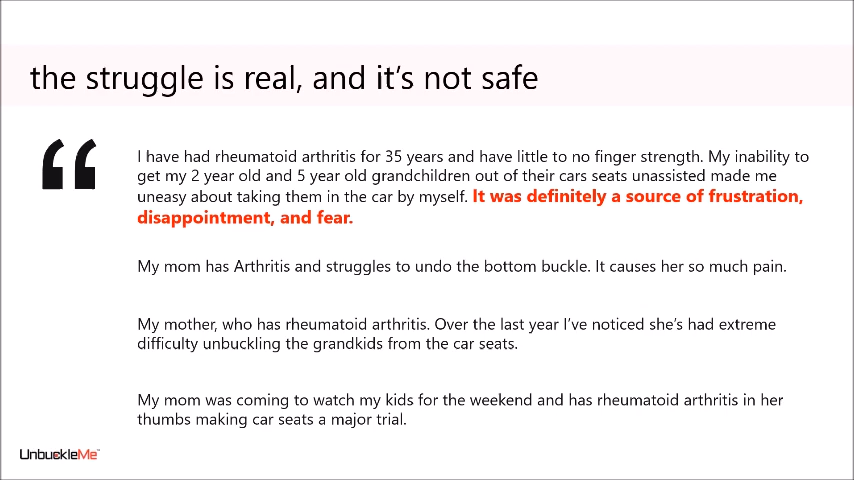 the struggle is real, and it's not safe
“
I have had rheumatoid arthritis for 35 years and have little to no finger strength. My inability to
get my 2 year old and 5 year old grandchildren out of their cars seats unassisted made me
uneasy about taking them in the car by myself. It was definitely a source of frustration,
disappointment, and fear.
My mom has Arthritis and struggles to undo the bottom buckle. It causes her so much pain.
My mother, who has rheumatoid arthritis. Over the last year I've noticed she's had extreme
difficulty unbuckling the grandkids from the car seats.
My mom was coming to watch my kids for the weekend and has rheumatoid arthritis in her
thumbs making car seats a major trial.
UnbuckleMe™